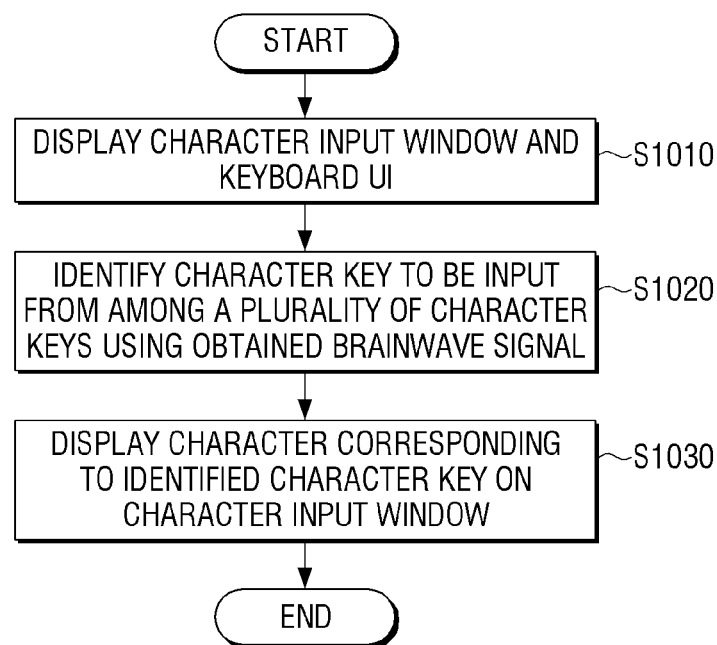 START
DISPLAY CHARACTER INPUT WINDOW AND
KEYBOARD UI
S1010
IDENTIFY CHARACTER KEY TO BE INPUT
FROM AMONG A PLURALITY OF CHARACTER
KEYS USING OBTAINED BRAINWAVE SIGNAL
S1020
DISPLAY CHARACTER CORRESPONDING
TO IDENTIFIED CHARACTER KEY ON
CHARACTER INPUT WINDOW
S1030
END